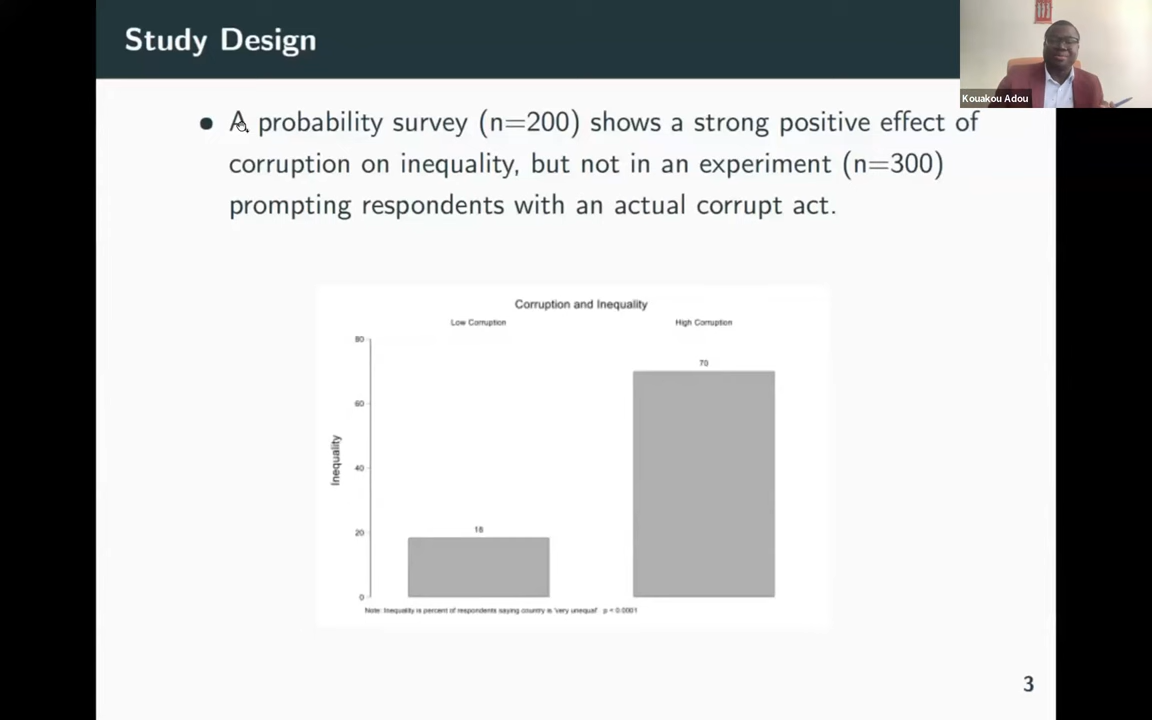 Study Design
Kouakou Adou
A probability survey (n=200) shows a strong positive effect of
corruption on inequality, but not in an experiment (n=300)
prompting respondents with an actual corrupt act.
Corruption and Inequality
Low Corruption
High Corruption
80
60
40
20
0
Inequality
18
70
Note: Inequality is percent of respondents saying country is 'very unequal' p < 0.0001
3